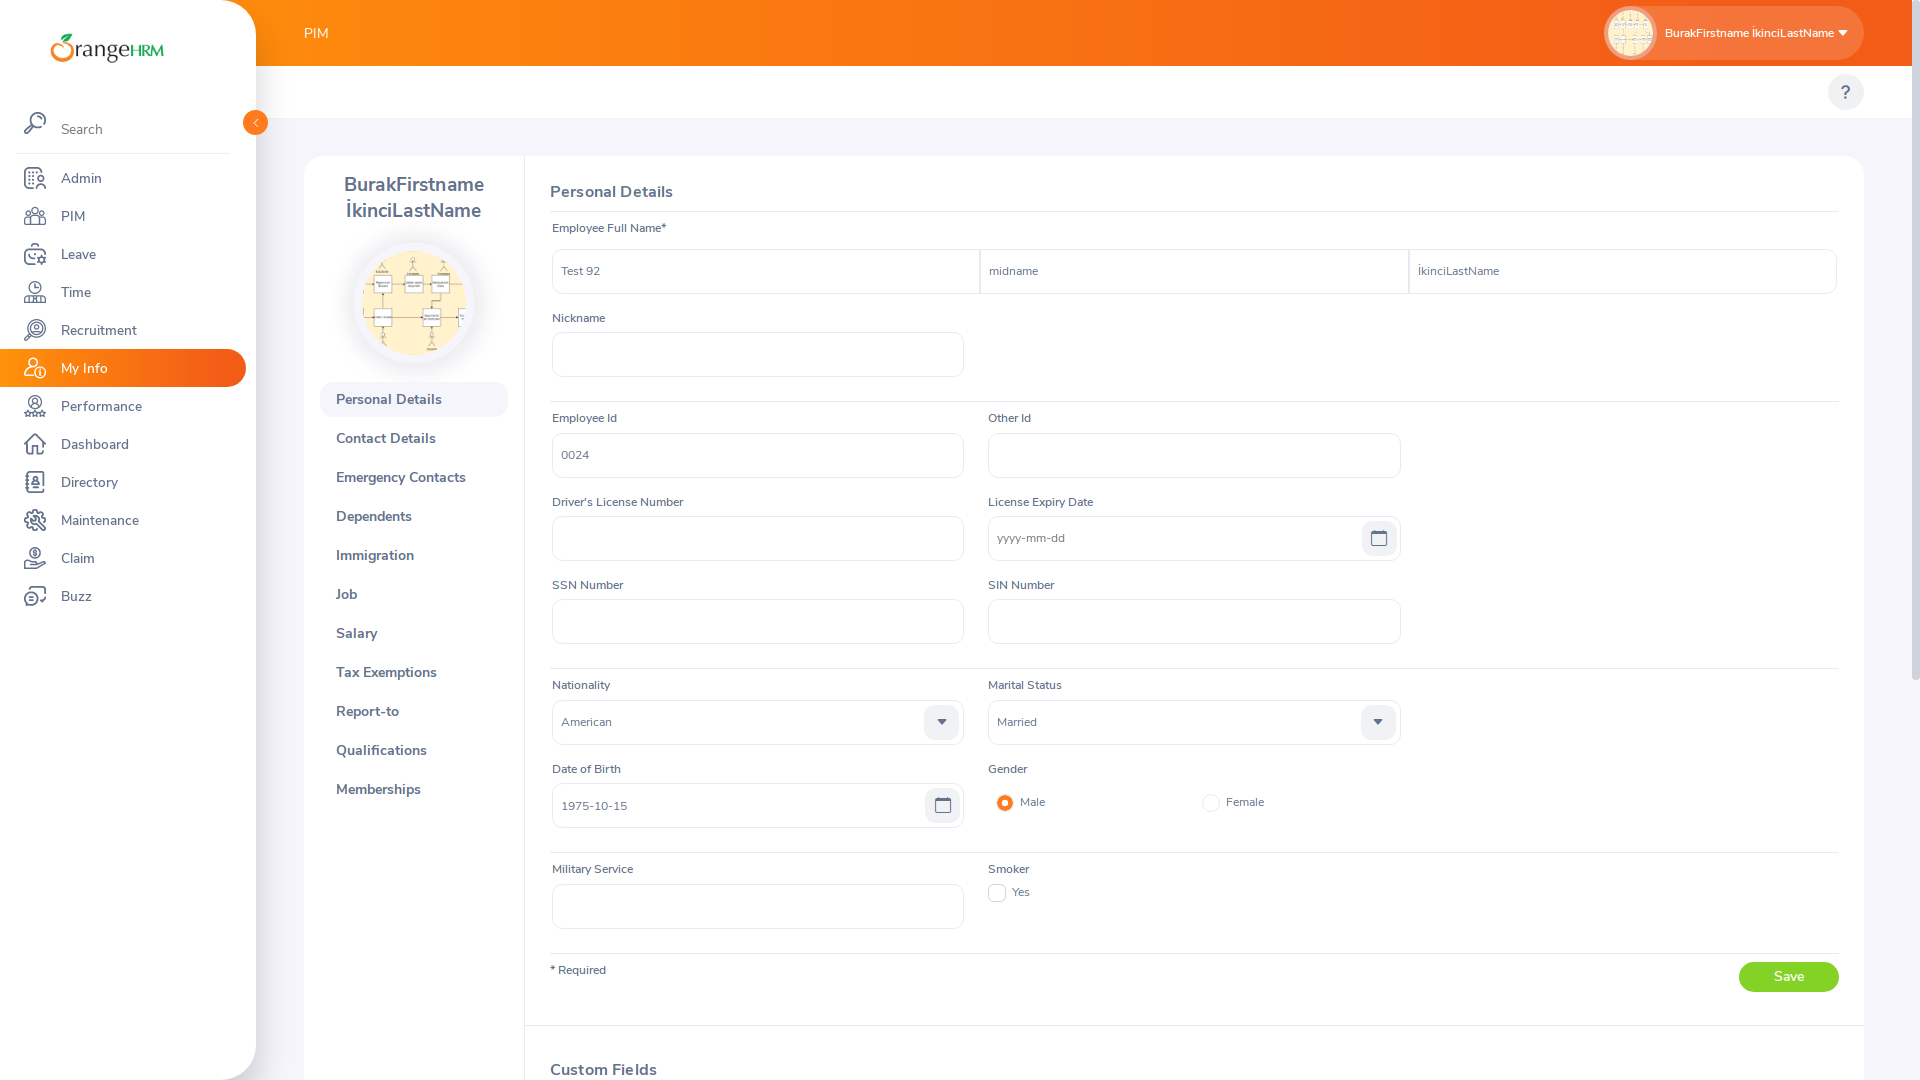 rangeHRM
PIM
BurakFirstname İkinciLastName
?
Search
Admin
PIM
Leave
Time
Recruitment
My Info
Performance
Dashboard
Directory
Maintenance
Claim
Buzz
BurakFirstname
İkinciLastName
Personal Details
Contact Details
Emergency Contacts
Dependents
Immigration
Job
Salary
Tax Exemptions
Report-to
Qualifications
Memberships
Personal Details
Employee Full Name*
Test 92
midname
İkinciLastName
Nickname
Employee Id
Other Id
0024
Driver's License Number
License Expiry Date
yyyy-mm-dd
SSN Number
SIN Number
Nationality
Marital Status
American
Married
Date of Birth
Gender
1975-10-15
Male
Female
Military Service
Smoker
Yes
* Required
Save
Custom Fields